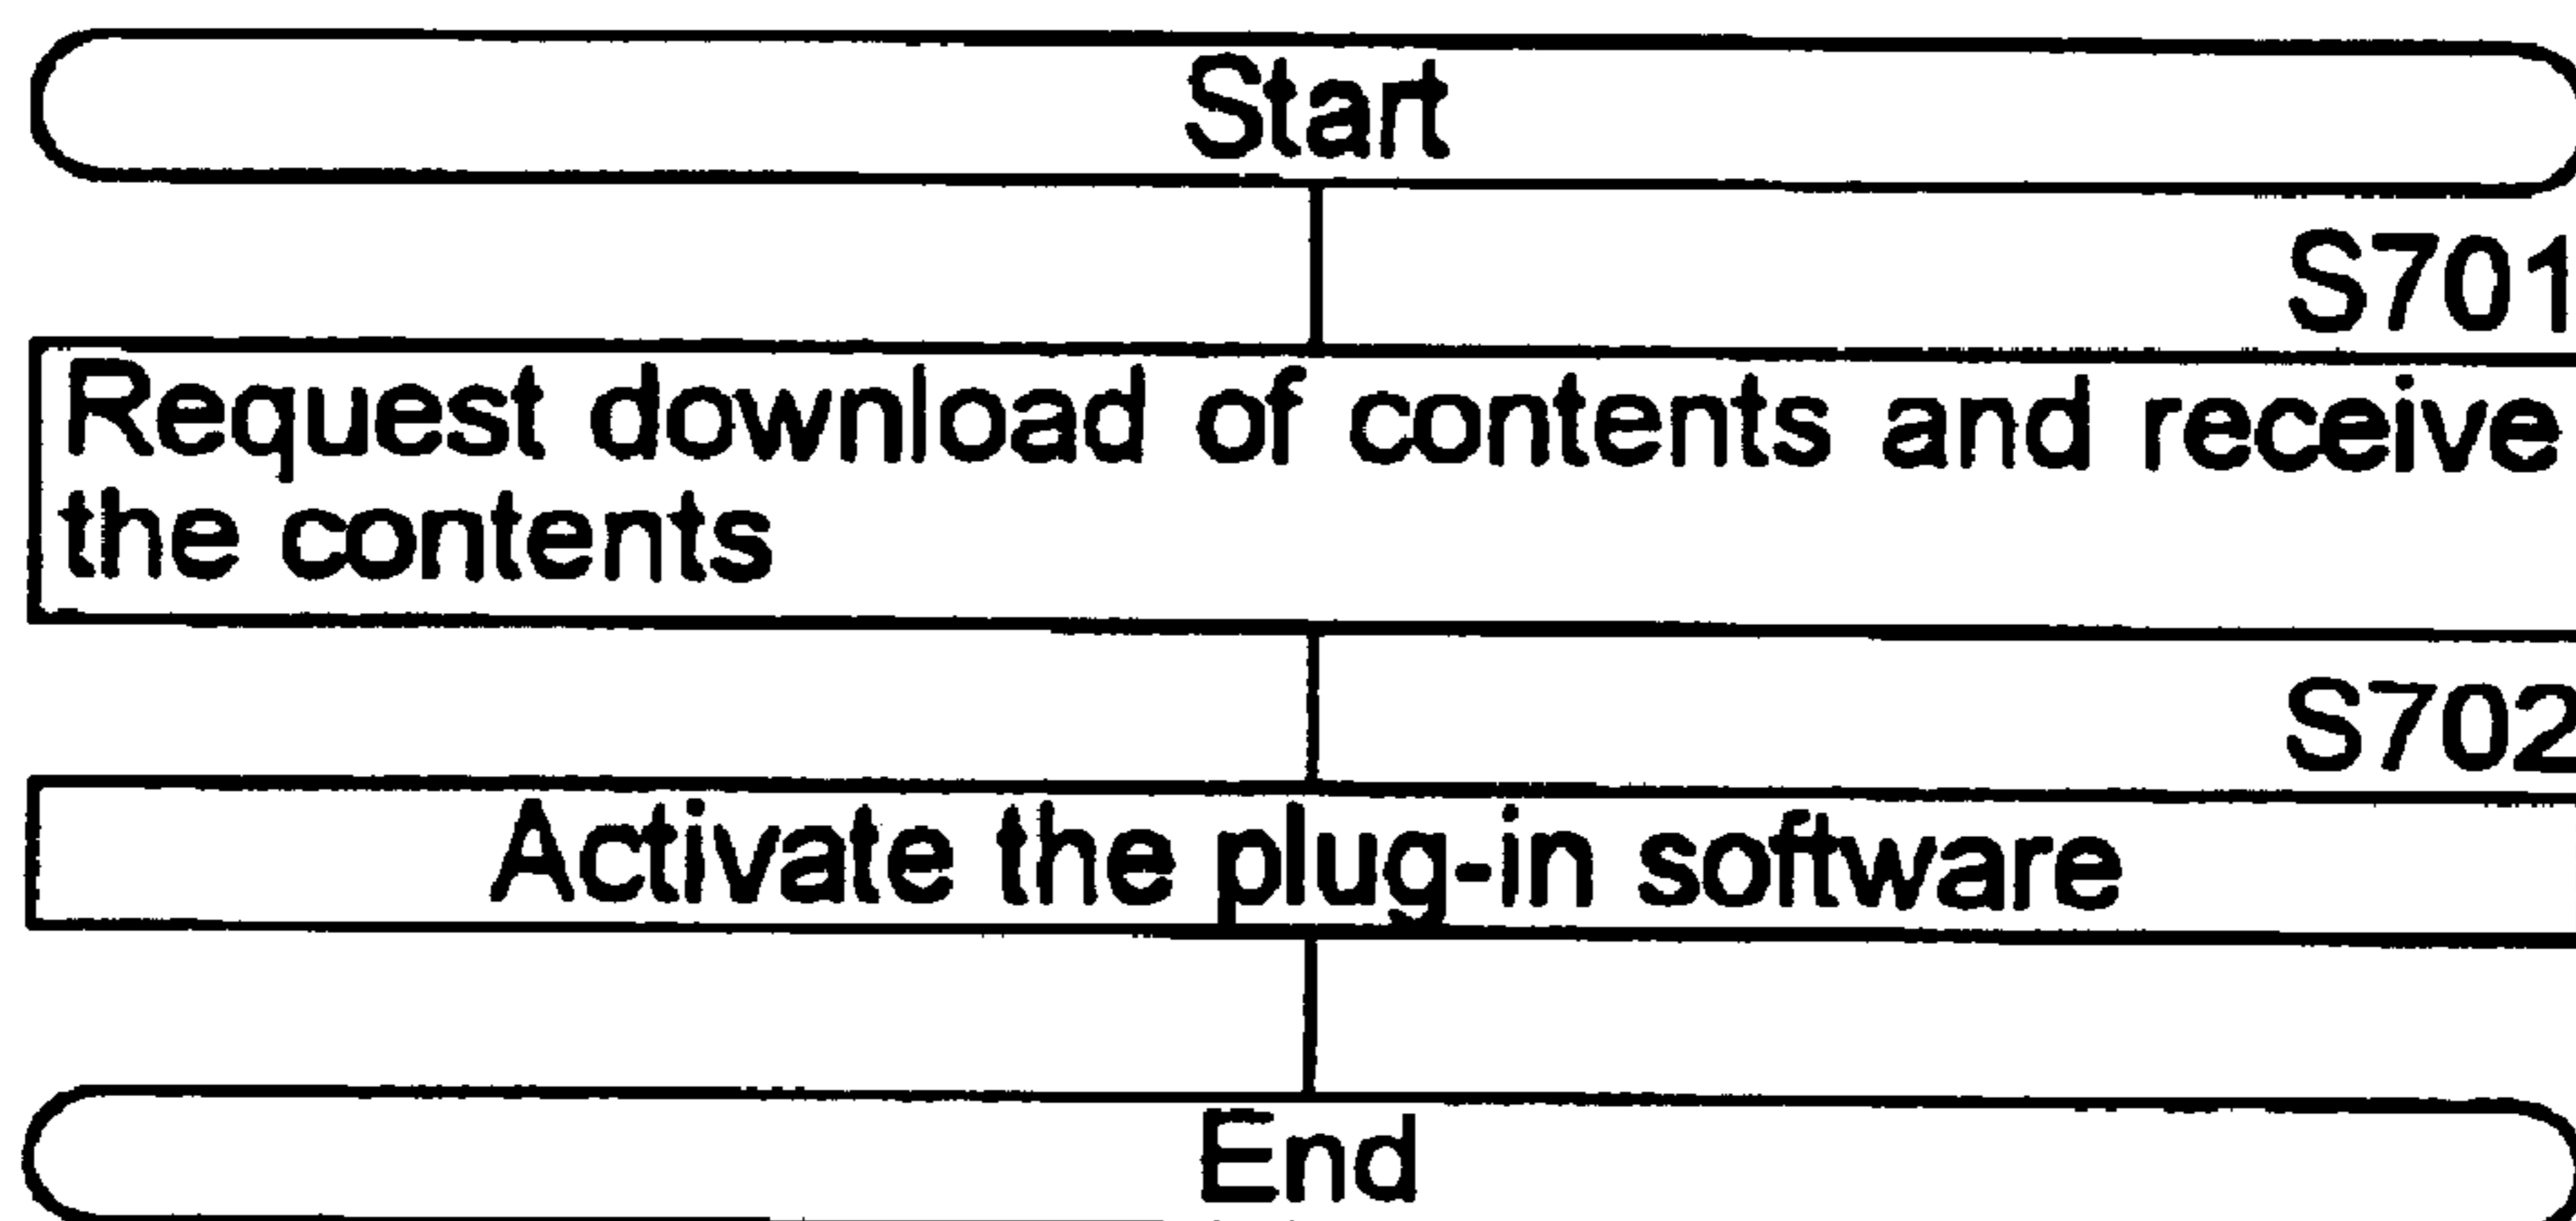 Start
S701
Request download of contents and receive
the contents
S702
Activate the plug-in software
End